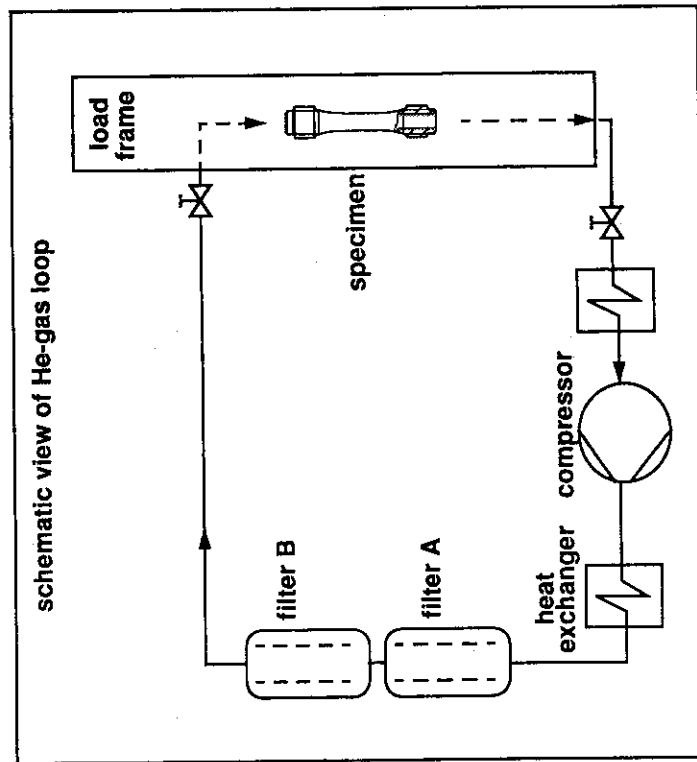 schematic view of He-gas loop
load
frame
specimen
filter B
filter A
heat
exchanger
compressor